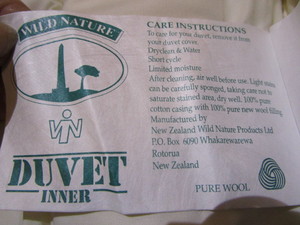 WILD NATURE
DUVET
INNER
CARE INSTRUCTIONS
To care for your duvet, remove it from
your duvet cover.
Dryclean & Water
Short cycle
Limited moisture
After cleaning, air well before use. Light stains
can be carefully sponged, taking care not to
saturate stained area, dry well. 100% pure
cotton casing with 100% pure new wool filling.
Manufactured by
New Zealand Wild Nature Products Ltd
P.O. Box 6090 Whakarewarewa
Rotorua
New Zealand
PURE WOOL